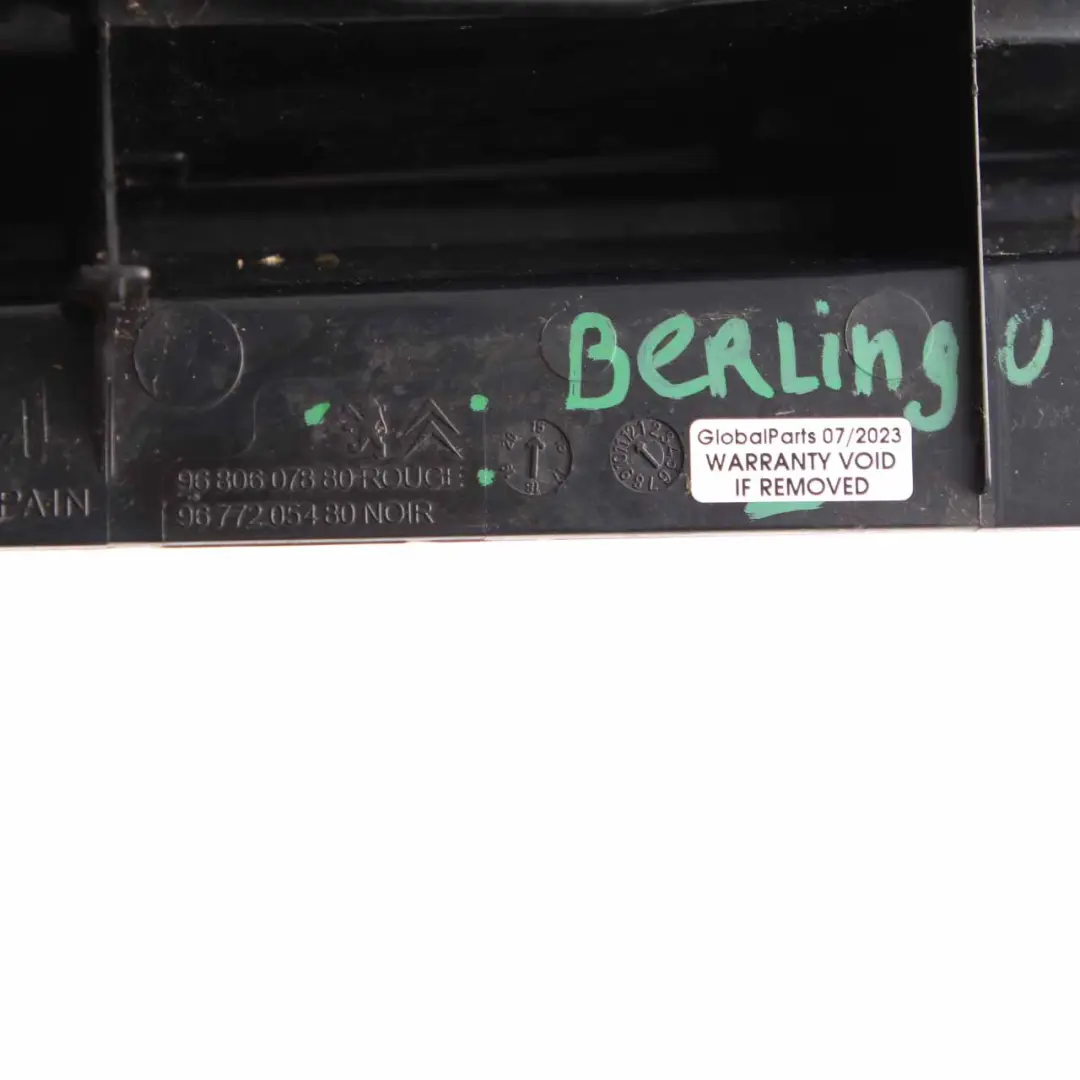 BERLingo
GlobalParts 07/2023
WARRANTY VOID
IF REMOVED
96 806 078 80 ROUGE
96 772 054 80 NOIR
PAIN